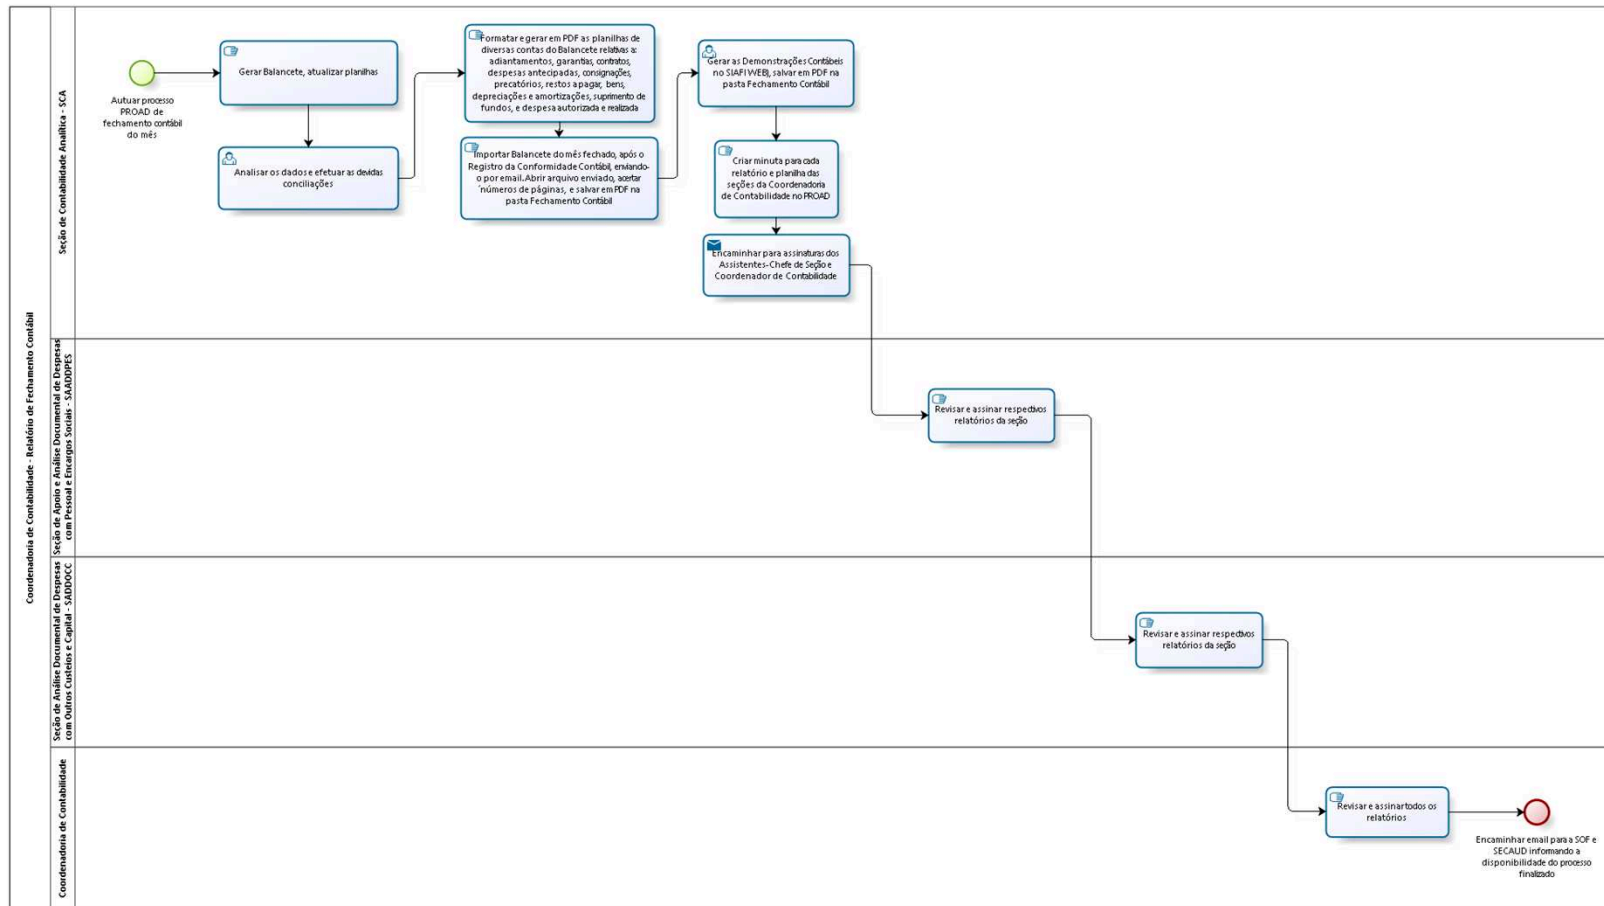 Coordenadoria de Contabilidade - Relatório de Fechamento Contábil
Seção de Contabilidade Analítica - SCA
Autuar processo
PROAD de
fechamento contábil
do mês
Gerar Balancete, atualizar planilhas
Analisar os dados e efetuar as devidas
conciliações
Formatar e gerar em PDF as planilhas de
diversas contas do Balancete relativas a:
adiantamentos, garantias, contratos,
despesas antecipadas, consignações,
precatórios, restos a pagar, bens,
depreciações e amortizações, suprimento de
fundos, e despesa autorizada e realizada
Importar Balancete do mês fechado, após o
Registro da Conformidade Contábil, enviando-
o por email. Abrir arquivo enviado, acertar
números de páginas, e salvar em PDF na
pasta Fechamento Contábil
Gerar as Demonstrações Contábeis
no SIAFI WEB), salvar em PDF na
pasta Fechamento Contábil
Criar minuta para cada
relatório e planilha das
seções da Coordenadoria
de Contabilidade no PROAD
Encaminhar para assinaturas dos
Assistentes-Chefe de Seção e
Coordenador de Contabilidade
Seção de Apoio e Análise Documental de Despesas
com Pessoal e Encargos Sociais - SAADDPES
Revisar e assinar respectivos
relatórios da seção
Seção de Análise Documental de Despesas
com Outros Custeios e Capital - SADDOCC
Revisar e assinar respectivos
relatórios da seção
Coordenadoria de Contabilidade
Revisar e assinar todos os
relatórios
Encaminhar email para a SOF e
SECAUD informando a
disponibilidade do processo
finalizado